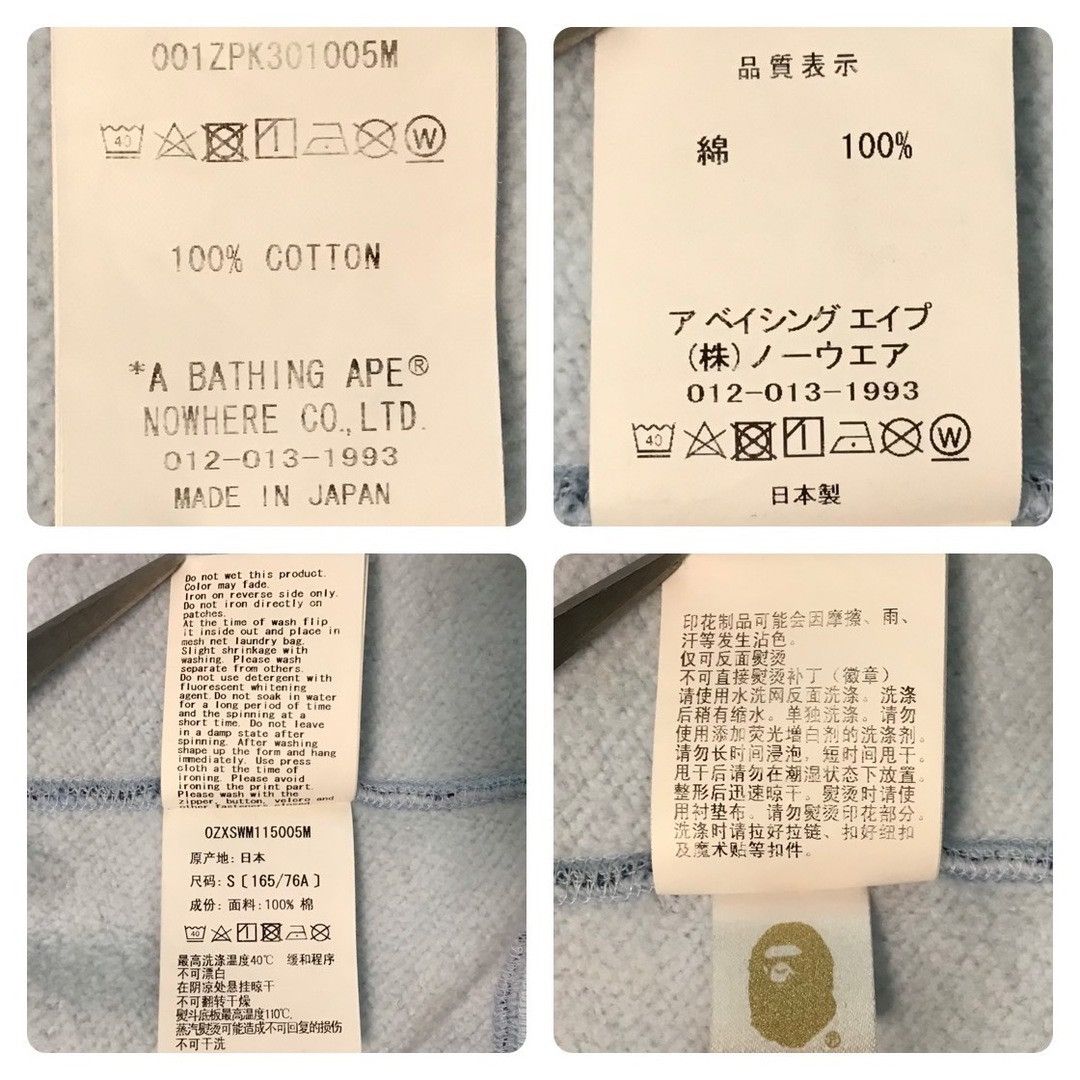 001ZPK301005M
40
W
100% COTTON
*A BATHING APE®
NOWHERE CO.,LTD.
012-013-1993
MADE IN JAPAN
品質表示
綿 100%
ア ベイシング エイプ
(株)ノーウエア
012-013-1993
40
W
日本製
Do not wet this product.
Color may fade.
Iron on reverse side only.
Do not iron directly on
patches.
At the time of wash flip
it inside out and place in
mesh net laundry bag.
Slight shrinkage with
washing. Please wash
separate from others.
Do not use detergent with
fluorescent whitening
agent.Do not soak in water
for a long period of time
and the spinning at a
short time. Do not leave
in a damp state after
spinning. After washing
shape up the form and hang
immediately. Use press
cloth at the time of
ironing. Please avoid
ironing the print part.
Please wash with the
zipper, button, velcro and
other fasteners closed
OZXSWM115005M
原产地: 日本
尺码: S〔165/76A〕
成份: 面料: 100% 棉
40
最高洗涤温度40℃ 缓和程序
不可漂白
在阴凉处悬挂晾干
不可翻转干燥
熨斗底板最高温度110℃,
蒸汽熨烫可能造成不可回复的损伤
不可干洗
印花制品可能会因摩擦、雨、
汗等发生沾色。
仅可反面熨烫
不可直接熨烫补丁（徽章）
请使用水洗网反面洗涤。洗涤
后稍有缩水。单独洗涤。请勿
使用添加荧光增白剂的洗涤剂。
请勿长时间浸泡，短时间甩干。
甩干后请勿在潮湿状态下放置。
整形后迅速晾干。熨烫时请使
用衬垫布。请勿熨烫印花部分。
洗涤时请拉好拉链、扣好纽扣
及魔术贴等扣件。
®